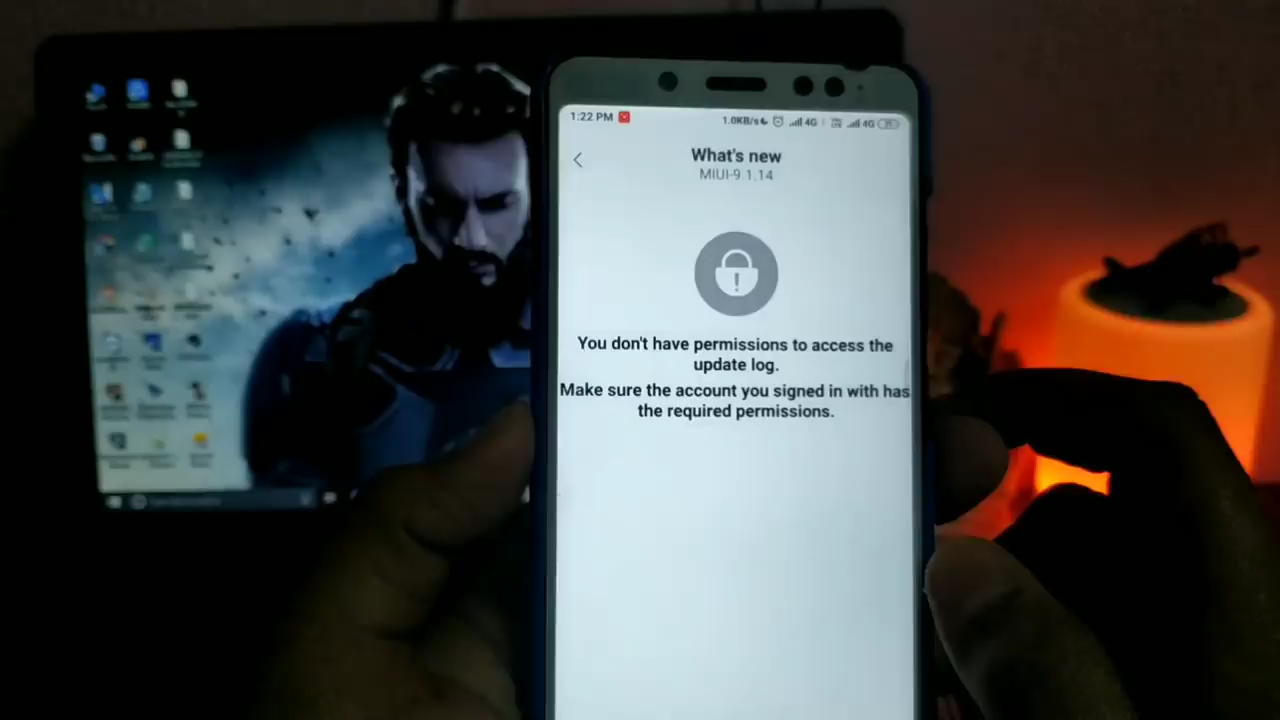 1:22 PM
1.0KB/s 4G 4G
What's new
MIUI-9.1.14
You don't have permissions to access the
update log.
Make sure the account you signed in with has
the required permissions.